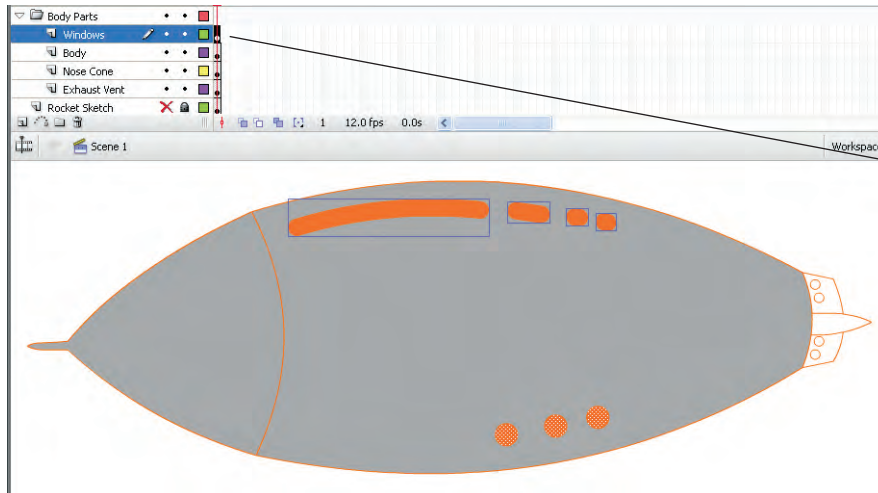 Body Parts
Windows
Body
Nose Cone
Exhaust Vent
Rocket Sketch
1 12.0 fps 0.0s
Scene 1
Workspac